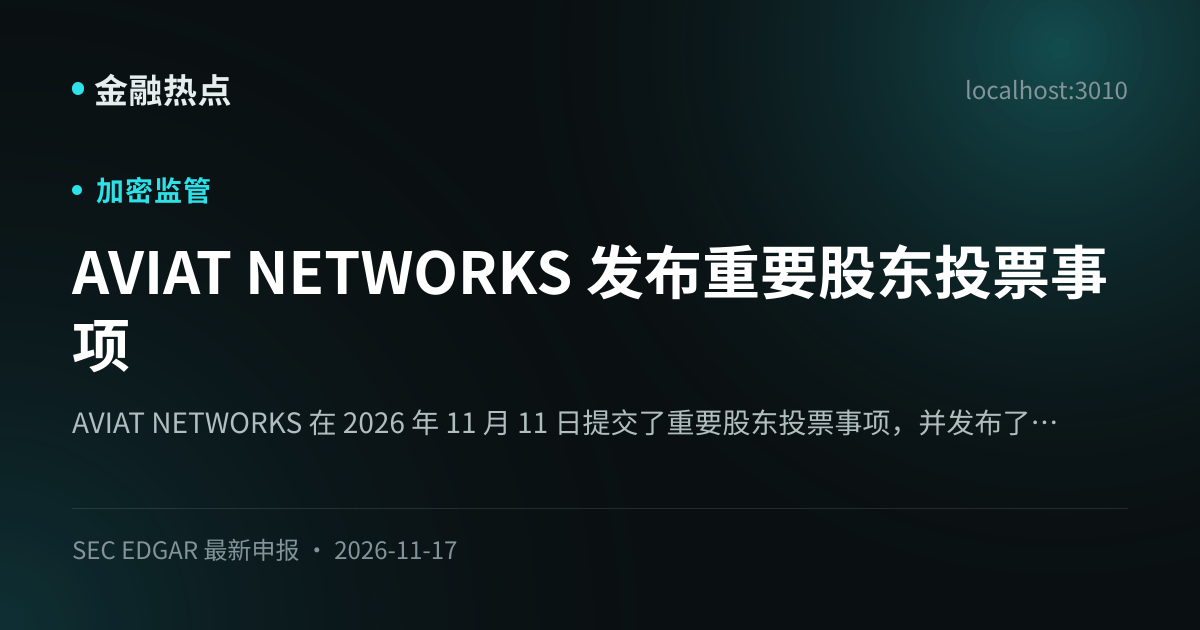 金融热点
localhost:3010
加密监管
AVIAT NETWORKS 发布重要股东投票事
项
AVIAT NETWORKS 在 2026 年 11 月 11 日提交了重要股东投票事项，并发布了…
SEC EDGAR 最新申报 · 2026-11-17